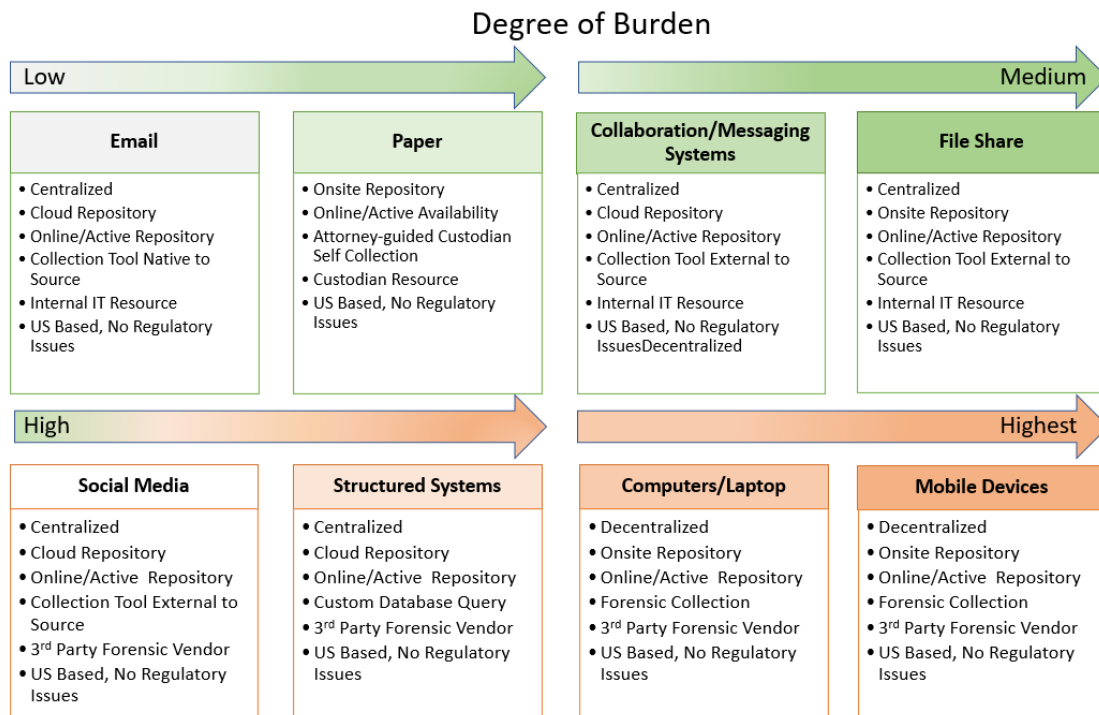 Degree of Burden
Low
Medium
Email
• Centralized
• Cloud Repository
• Online/Active Repository
• Collection Tool Native to
Source
• Internal IT Resource
• US Based, No Regulatory
Issues
Paper
• Onsite Repository
• Online/Active Availability
• Attorney-guided Custodian
Self Collection
• Custodian Resource
• US Based, No Regulatory
Issues
Collaboration/Messaging
Systems
• Centralized
• Cloud Repository
• Online/Active Repository
• Collection Tool External to
Source
• Internal IT Resource
• US Based, No Regulatory
IssuesDecentralized
File Share
• Centralized
• Onsite Repository
• Online/Active Repository
• Collection Tool External to
Source
• Internal IT Resource
• US Based, No Regulatory
Issues
High
Highest
Social Media
• Centralized
• Cloud Repository
• Online/Active Repository
• Collection Tool External to
Source
• 3rd Party Forensic Vendor
• US Based, No Regulatory
Issues
Structured Systems
• Centralized
• Cloud Repository
• Online/Active Repository
• Custom Database Query
• 3rd Party Forensic Vendor
• US Based, No Regulatory
Issues
Computers/Laptop
• Decentralized
• Onsite Repository
• Online/Active Repository
• Forensic Collection
• 3rd Party Forensic Vendor
• US Based, No Regulatory
Issues
Mobile Devices
• Decentralized
• Onsite Repository
• Online/Active Repository
• Forensic Collection
• 3rd Party Forensic Vendor
• US Based, No Regulatory
Issues